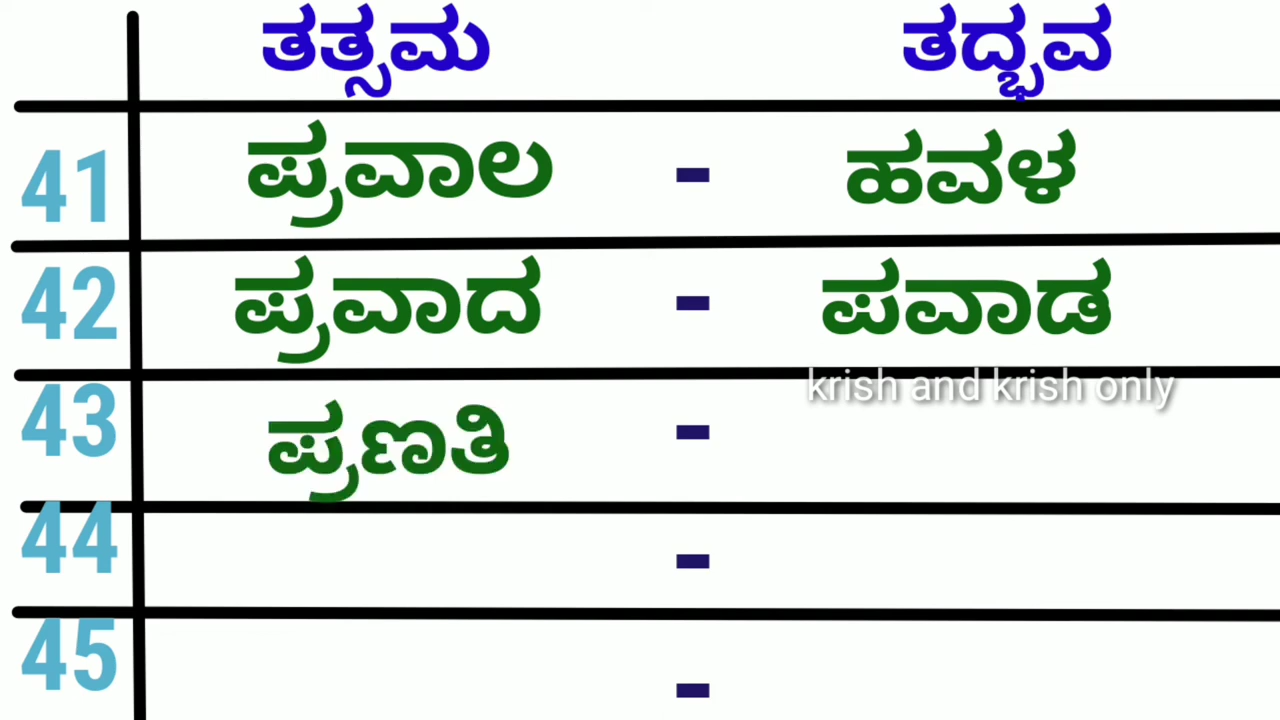 ತತ್ಸಮ ತದ್ಭವ
41 ಪ್ರವಾಲ - ಹವಳ
42 ಪ್ರವಾದ - ಪವಾಡ
krish and krish only
43 ಪ್ರಣತಿ -
44 -
45 -